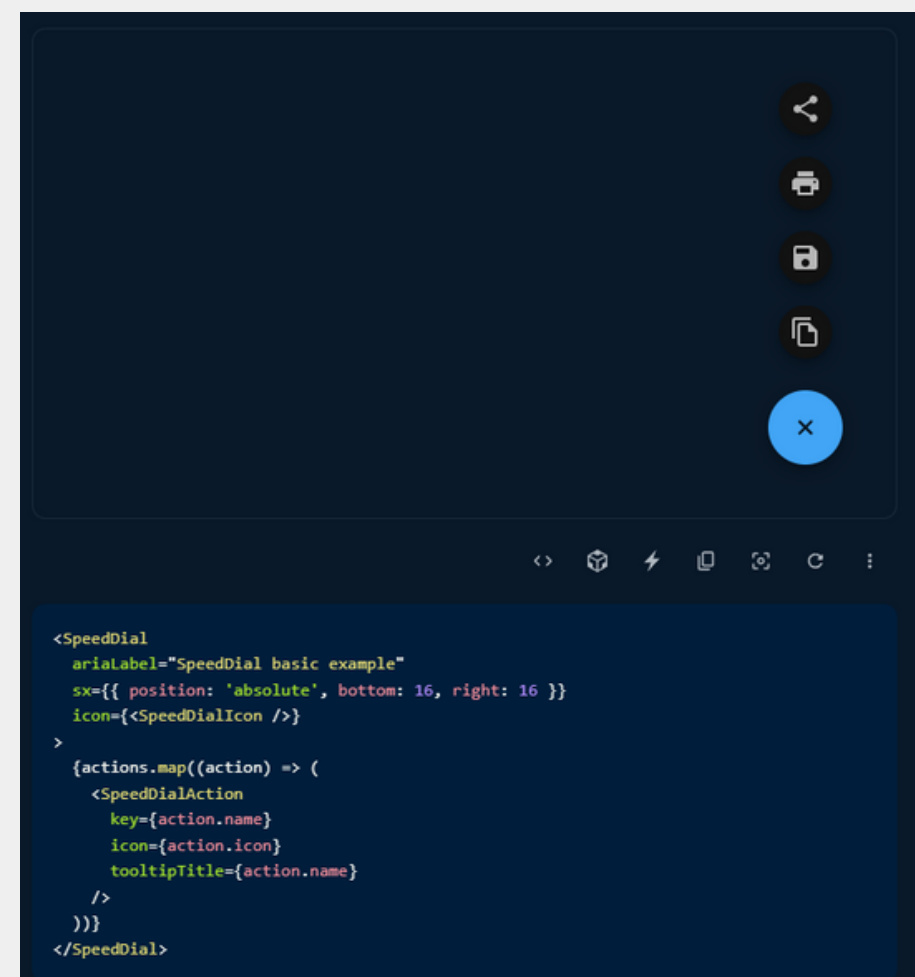 <SpeedDial
  ariaLabel="SpeedDial basic example"
  sx={{ position: 'absolute', bottom: 16, right: 16 }}
  icon={<SpeedDialIcon />}
>
  {actions.map((action) => (
    <SpeedDialAction
      key={action.name}
      icon={action.icon}
      tooltipTitle={action.name}
    />
  ))}
</SpeedDial>